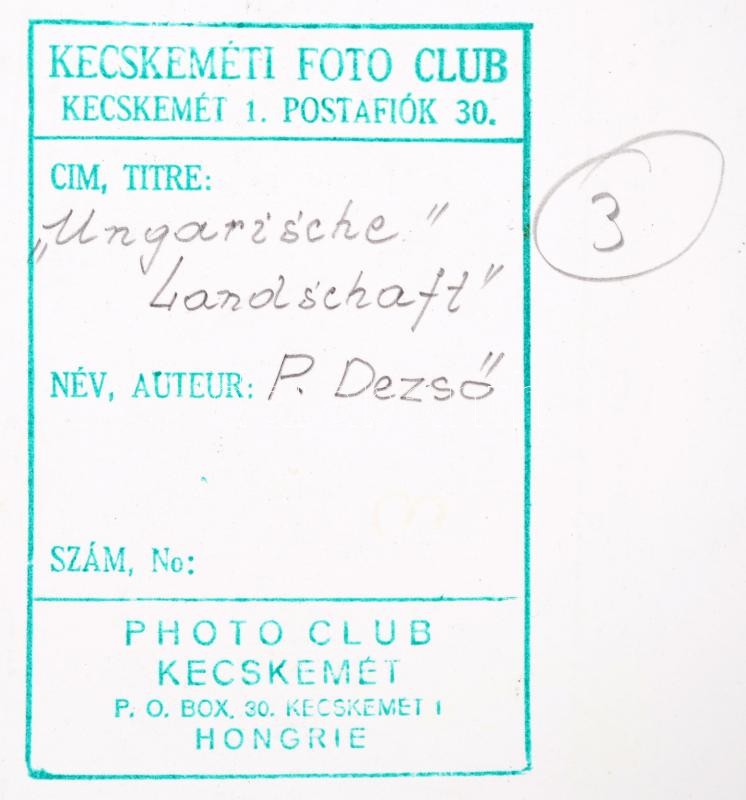 KECSKEMÉTI FOTO CLUB
KECSKEMÉT 1. POSTAFIÓK 30.
CIM, TITRE:
„Ungarische"
Landschaft"
NÉV, AUTEUR: P. Dezső
SZÁM, No:
PHOTO CLUB
KECSKEMÉT
P. O. BOX. 30. KECSKEMÉT 1
HONGRIE
3